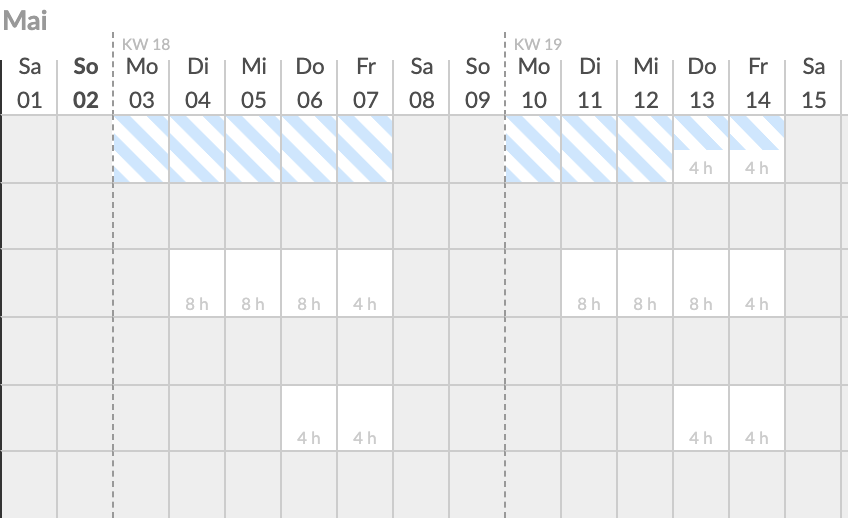 Mai
KW 18 KW 19
Sa So Mo Di Mi Do Fr Sa So Mo Di Mi Do Fr Sa
01 02 03 04 05 06 07 08 09 10 11 12 13 14 15
4 h 4 h
8 h 8 h 8 h 4 h 8 h 8 h 8 h 4 h
4 h 4 h 4 h 4 h